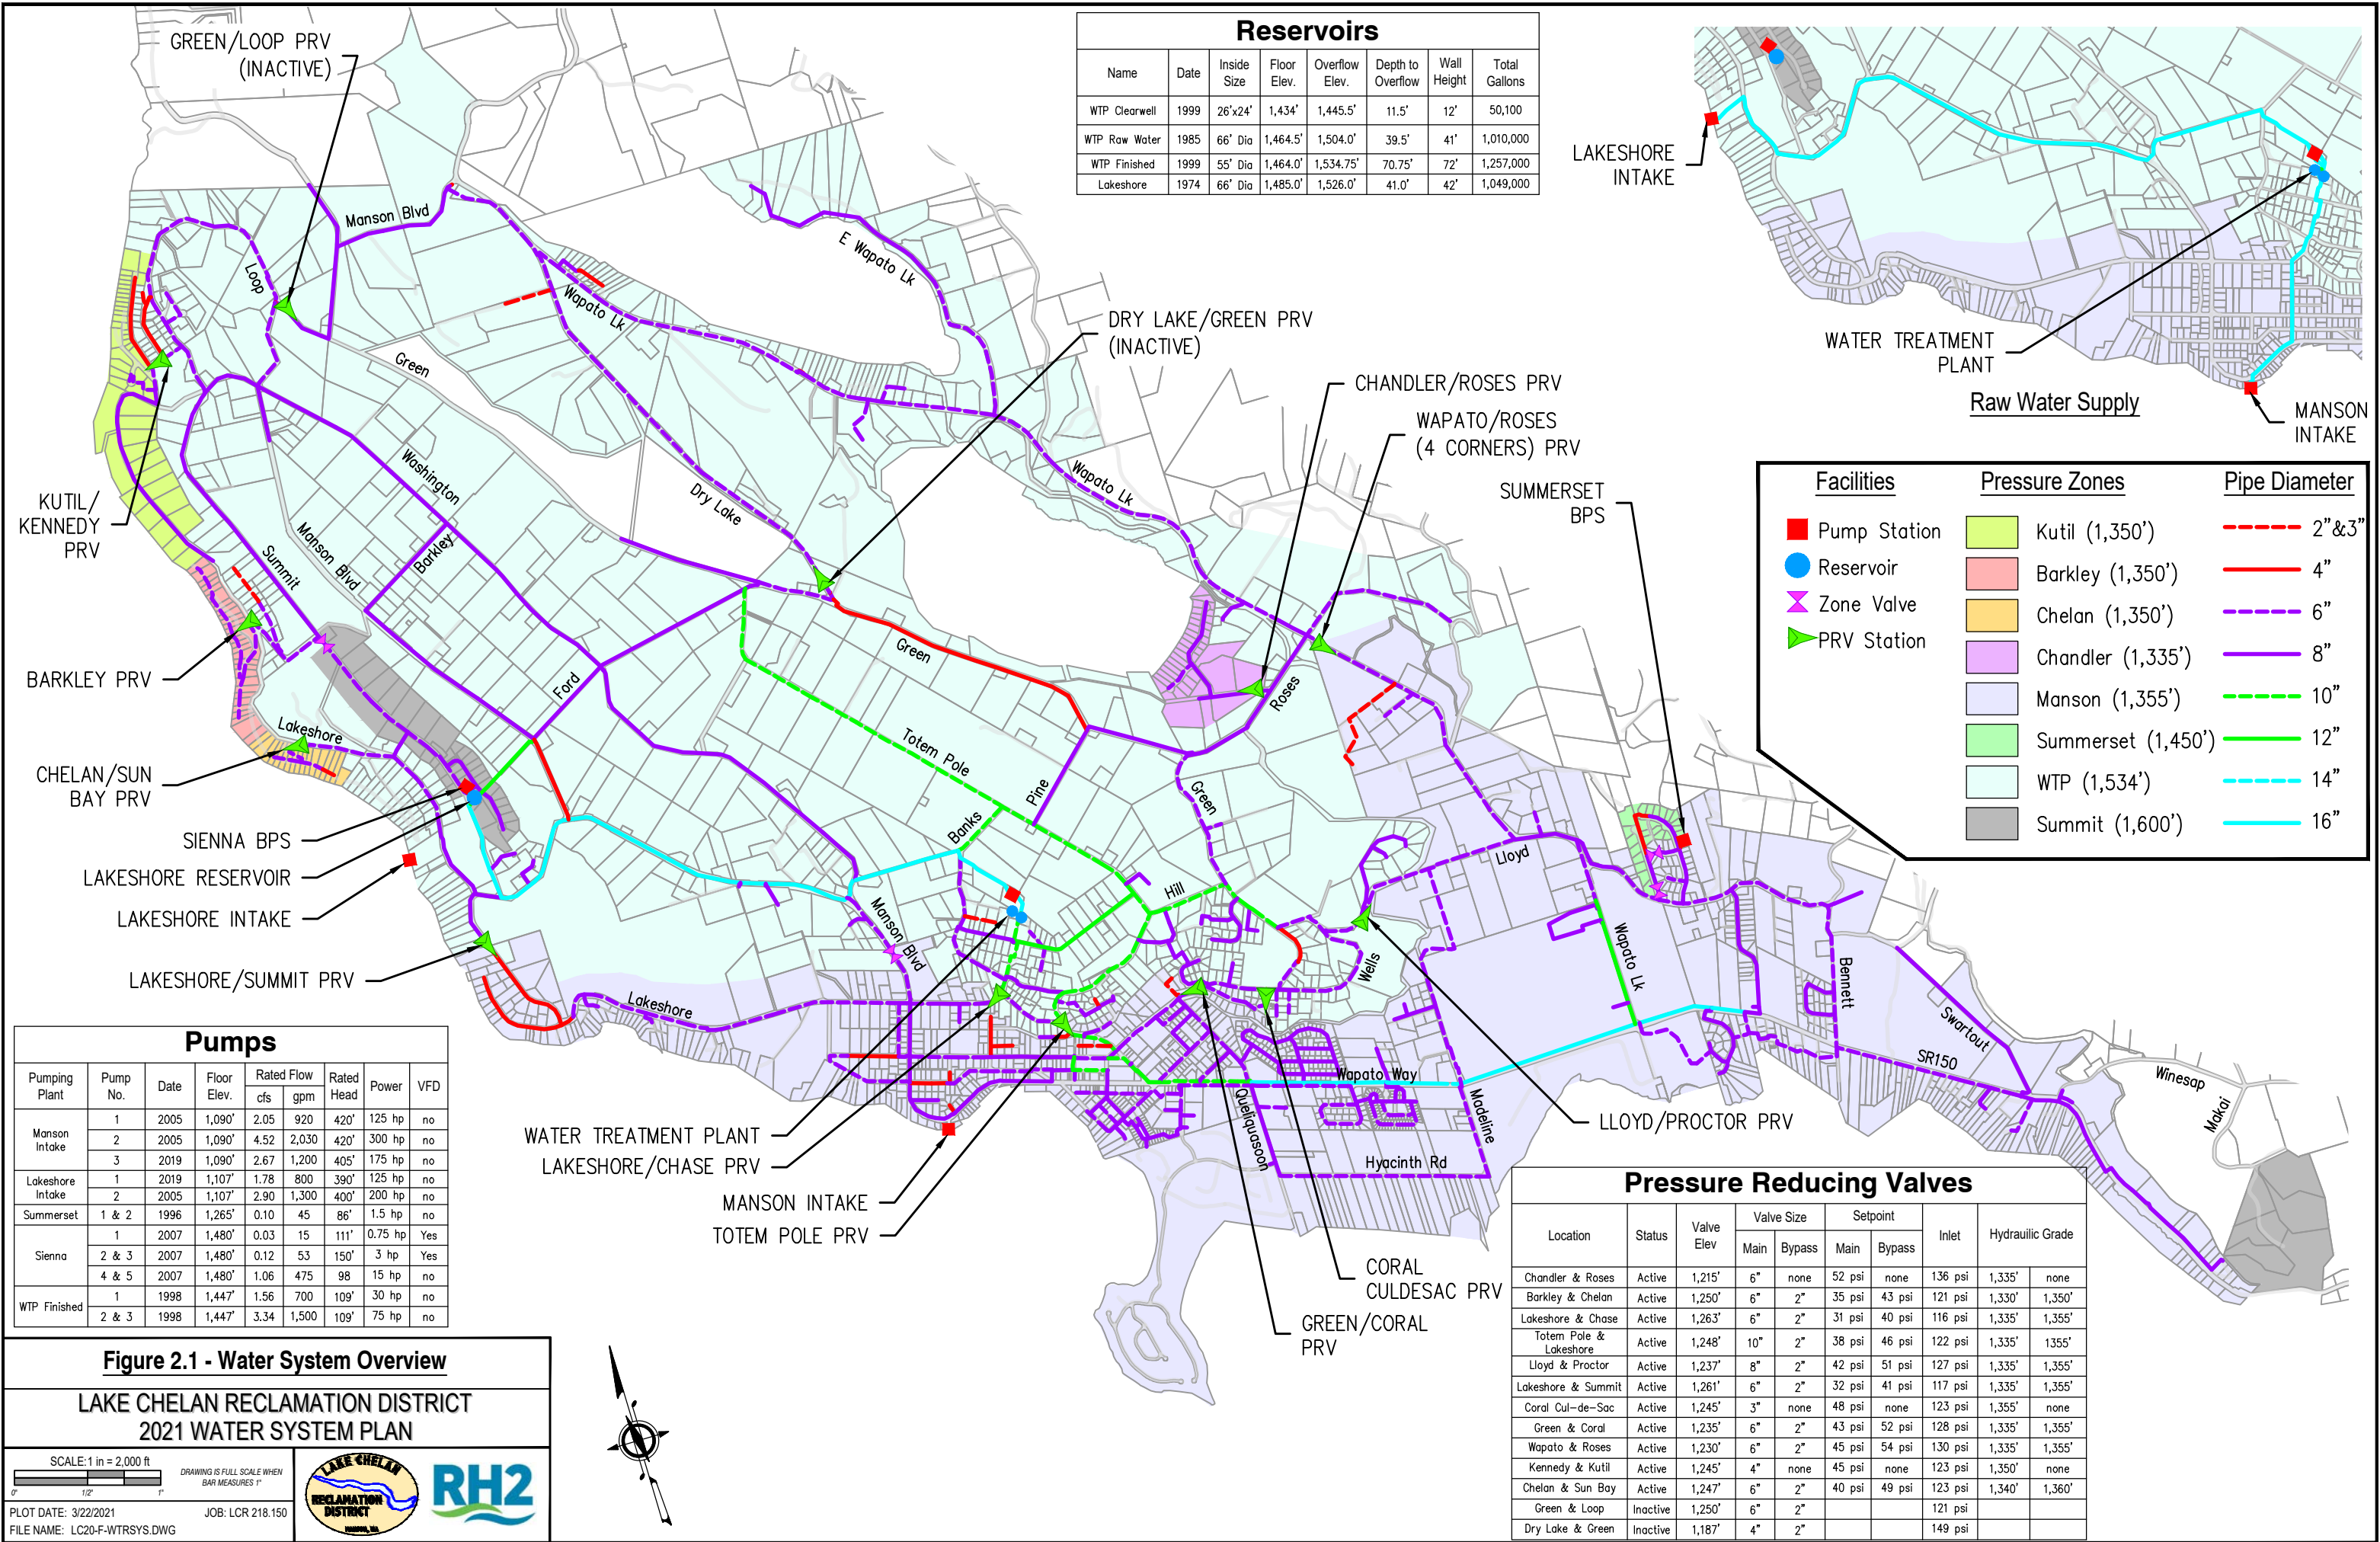 GREEN/LOOP PRV
(INACTIVE)
Reservoirs
Name Date Inside Size Floor Elev. Overflow Elev. Depth to Overflow Wall Height Total Gallons
WTP Clearwell 1999 26'x24' 1,434' 1,445.5' 11.5' 12' 50,100
WTP Raw Water 1985 66' Dia 1,464.5' 1,504.0' 39.5' 41' 1,010,000
WTP Finished 1999 55' Dia 1,464.0' 1,534.75' 70.75' 72' 1,257,000
Lakeshore 1974 66' Dia 1,485.0' 1,526.0' 41.0' 42' 1,049,000
LAKESHORE
INTAKE
WATER TREATMENT
PLANT
Raw Water Supply
MANSON
INTAKE
Manson Blvd
Loop
E Wapato Lk
Wapato Lk
Green
DRY LAKE/GREEN PRV
(INACTIVE)
CHANDLER/ROSES PRV
WAPATO/ROSES
(4 CORNERS) PRV
SUMMERSET
BPS
Washington
Dry Lake
Wapato Lk
KUTIL/
KENNEDY
PRV
Summit
Manson Blvd
Barkley
Facilities
Pump Station
Reservoir
Zone Valve
PRV Station
Pressure Zones
Kutil (1,350')
Barkley (1,350')
Chelan (1,350')
Chandler (1,335')
Manson (1,355')
Summerset (1,450')
WTP (1,534')
Summit (1,600')
Pipe Diameter
2"&3"
4"
6"
8"
10"
12"
14"
16"
BARKLEY PRV
Ford
Green
Roses
Lakeshore
Totem Pole
CHELAN/SUN
BAY PRV
Pine
Green
Banks
SIENNA BPS
LAKESHORE RESERVOIR
LAKESHORE INTAKE
LAKESHORE/SUMMIT PRV
Lloyd
Hill
Manson Blvd
Wapato Lk
Wells
Bennett
Lakeshore
Swartout
SR150
Winesap
Makai
Wapato Way
Quelquasoon
Madeline
Hyacinth Rd
WATER TREATMENT PLANT
LAKESHORE/CHASE PRV
MANSON INTAKE
TOTEM POLE PRV
LLOYD/PROCTOR PRV
CORAL
CULDESAC PRV
GREEN/CORAL
PRV
Pumps
Pumping Plant Pump No. Date Floor Elev. Rated Flow cfs gpm Rated Head Power VFD
Manson Intake 1 2005 1,090' 2.05 920 420' 125 hp no
2 2005 1,090' 4.52 2,030 420' 300 hp no
3 2019 1,090' 2.67 1,200 405' 175 hp no
Lakeshore Intake 1 2019 1,107' 1.78 800 390' 125 hp no
2 2005 1,107' 2.90 1,300 400' 200 hp no
Summerset 1 & 2 1996 1,265' 0.10 45 86' 1.5 hp no
Sienna 1 2007 1,480' 0.03 15 111' 0.75 hp Yes
2 & 3 2007 1,480' 0.12 53 150' 3 hp Yes
4 & 5 2007 1,480' 1.06 475 98 15 hp no
WTP Finished 1 1998 1,447' 1.56 700 109' 30 hp no
2 & 3 1998 1,447' 3.34 1,500 109' 75 hp no
Pressure Reducing Valves
Location Status Valve Elev Valve Size Main Bypass Setpoint Main Bypass Inlet Hydrauilic Grade
Chandler & Roses Active 1,215' 6" none 52 psi none 136 psi 1,335' none
Barkley & Chelan Active 1,250' 6" 2" 35 psi 43 psi 121 psi 1,330' 1,350'
Lakeshore & Chase Active 1,263' 6" 2" 31 psi 40 psi 116 psi 1,335' 1,355'
Totem Pole & Lakeshore Active 1,248' 10" 2" 38 psi 46 psi 122 psi 1,335' 1355'
Lloyd & Proctor Active 1,237' 8" 2" 42 psi 51 psi 127 psi 1,335' 1,355'
Lakeshore & Summit Active 1,261' 6" 2" 32 psi 41 psi 117 psi 1,335' 1,355'
Coral Cul-de-Sac Active 1,245' 3" none 48 psi none 123 psi 1,355' none
Green & Coral Active 1,235' 6" 2" 43 psi 52 psi 128 psi 1,335' 1,355'
Wapato & Roses Active 1,230' 6" 2" 45 psi 54 psi 130 psi 1,335' 1,355'
Kennedy & Kutil Active 1,245' 4" none 45 psi none 123 psi 1,350' none
Chelan & Sun Bay Active 1,247' 6" 2" 40 psi 49 psi 123 psi 1,340' 1,360'
Green & Loop Inactive 1,250' 6" 2" 121 psi
Dry Lake & Green Inactive 1,187' 4" 2" 149 psi
Figure 2.1 - Water System Overview
LAKE CHELAN RECLAMATION DISTRICT
2021 WATER SYSTEM PLAN
SCALE: 1 in = 2,000 ft
0" 1/2" 1"
DRAWING IS FULL SCALE WHEN
BAR MEASURES 1"
PLOT DATE: 3/22/2021 JOB: LCR 218.150
FILE NAME: LC20-F-WTRSYS.DWG
LAKE CHELAN
RECLAMATION
DISTRICT
RH2